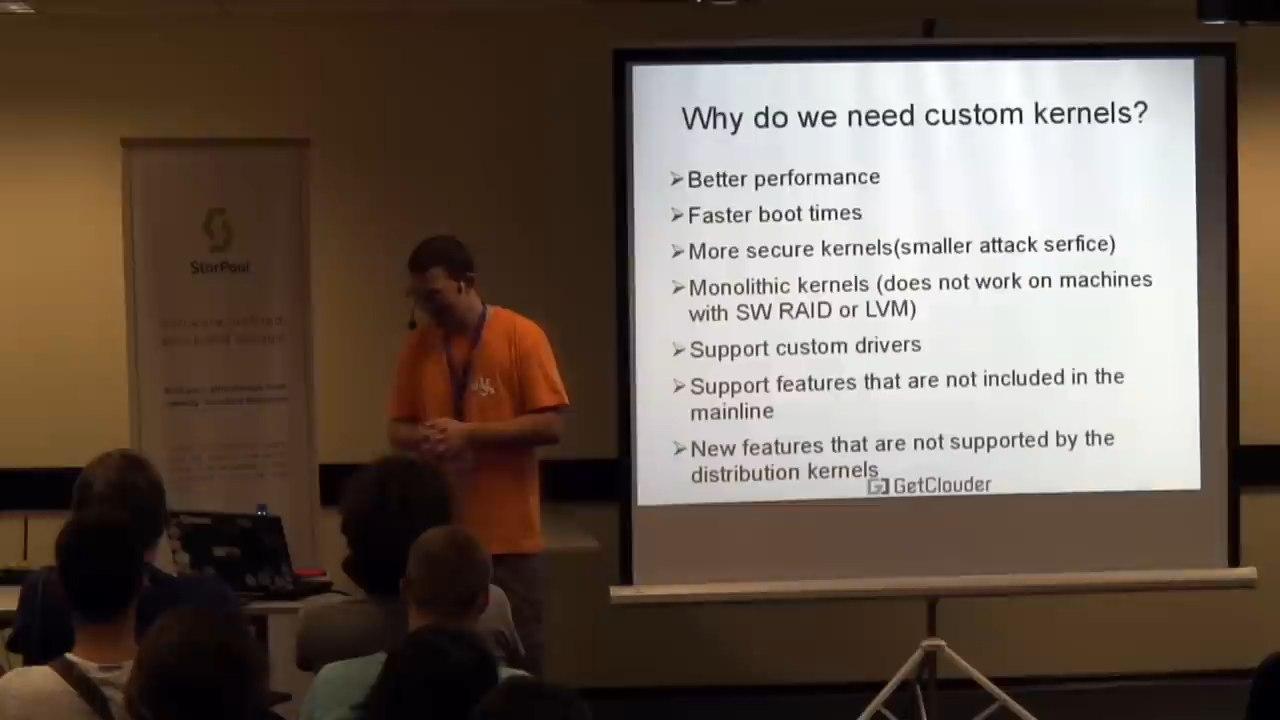 Why do we need custom kernels?
➢Better performance
➢Faster boot times
➢More secure kernels(smaller attack serfice)
➢Monolithic kernels (does not work on machines
with SW RAID or LVM)
➢Support custom drivers
➢Support features that are not included in the
mainline
➢New features that are not supported by the
distribution kernels
GetClouder
StorPool